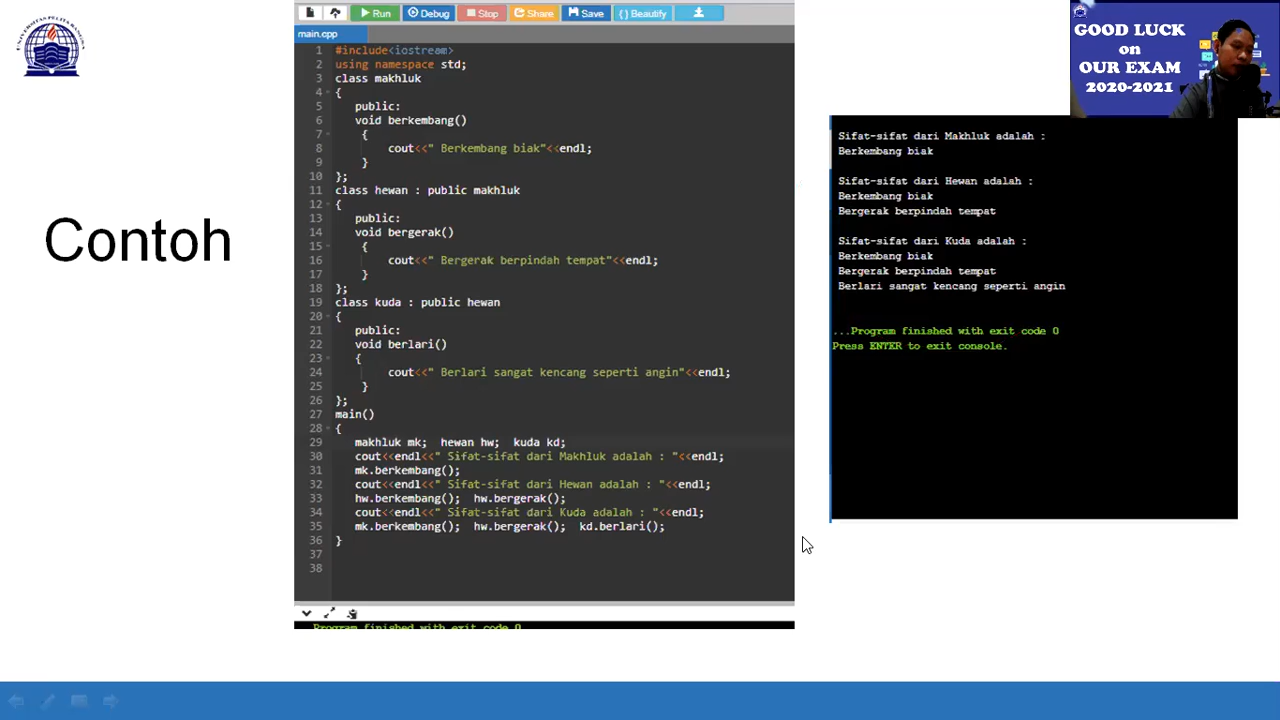 UNIVERSITAS PELITA BANGSA
Contoh
Run Debug Stop Share Save { } Beautify
main.cpp
1 #include<iostream>
2 using namespace std;
3 class makhluk
4 {
5 public:
6 void berkembang()
7 {
8 cout<<" Berkembang biak"<<endl;
9 }
10 };
11 class hewan : public makhluk
12 {
13 public:
14 void bergerak()
15 {
16 cout<<" Bergerak berpindah tempat"<<endl;
17 }
18 };
19 class kuda : public hewan
20 {
21 public:
22 void berlari()
23 {
24 cout<<" Berlari sangat kencang seperti angin"<<endl;
25 }
26 };
27 main()
28 {
29 makhluk mk; hewan hw; kuda kd;
30 cout<<endl<<" Sifat-sifat dari Makhluk adalah : "<<endl;
31 mk.berkembang();
32 cout<<endl<<" Sifat-sifat dari Hewan adalah : "<<endl;
33 hw.berkembang(); hw.bergerak();
34 cout<<endl<<" Sifat-sifat dari Kuda adalah : "<<endl;
35 mk.berkembang(); hw.bergerak(); kd.berlari();
36 }
37
38
Program finished with exit code 0
GOOD LUCK
on
OUR EXAM
2020-2021
Sifat-sifat dari Makhluk adalah :
Berkembang biak
Sifat-sifat dari Hewan adalah :
Berkembang biak
Bergerak berpindah tempat
Sifat-sifat dari Kuda adalah :
Berkembang biak
Bergerak berpindah tempat
Berlari sangat kencang seperti angin
...Program finished with exit code 0
Press ENTER to exit console.